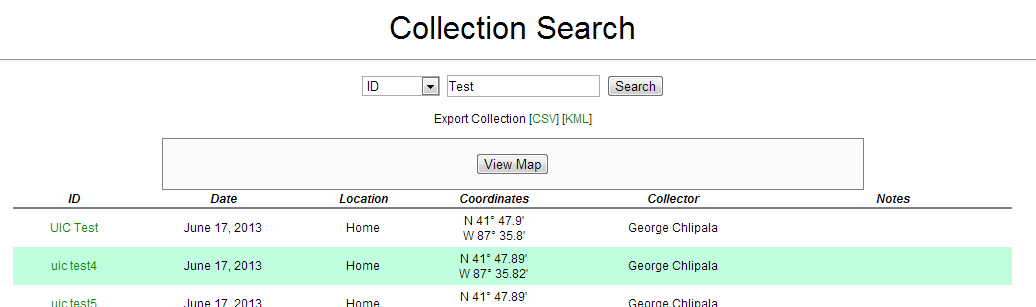 Collection Search
ID Test Search
Export Collection [CSV] [KML]
View Map
ID Date Location Coordinates Collector Notes
UIC Test June 17, 2013 Home N 41° 47.9' George Chlipala
W 87° 35.8'
uic test4 June 17, 2013 Home N 41° 47.89' George Chlipala
W 87° 35.82'
uic test5 June 17, 2013 Home N 41° 47.89' George Chlipala